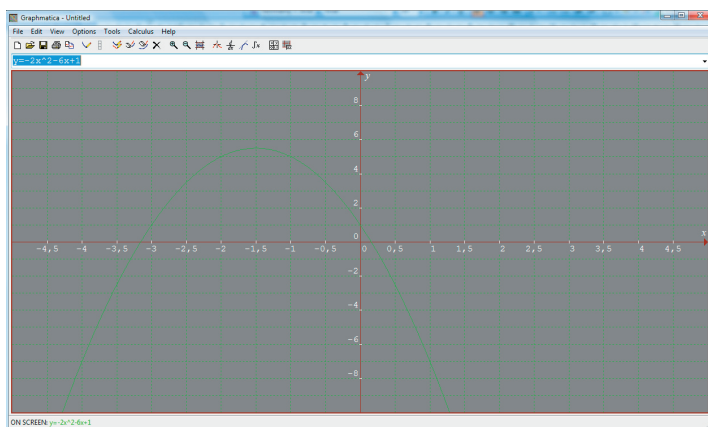 Graphmatica - Untitled
File Edit View Options Tools Calculus Help
y=-2x^2-6x+1
y
8
6
4
2
0
x
-4,5 -4 -3,5 -3 -2,5 -2 -1,5 -1 -0,5 0 0,5 1 1,5 2 2,5 3 3,5 4 4,5
-2
-4
-6
-8
ON SCREEN: y=-2x^2-6x+1